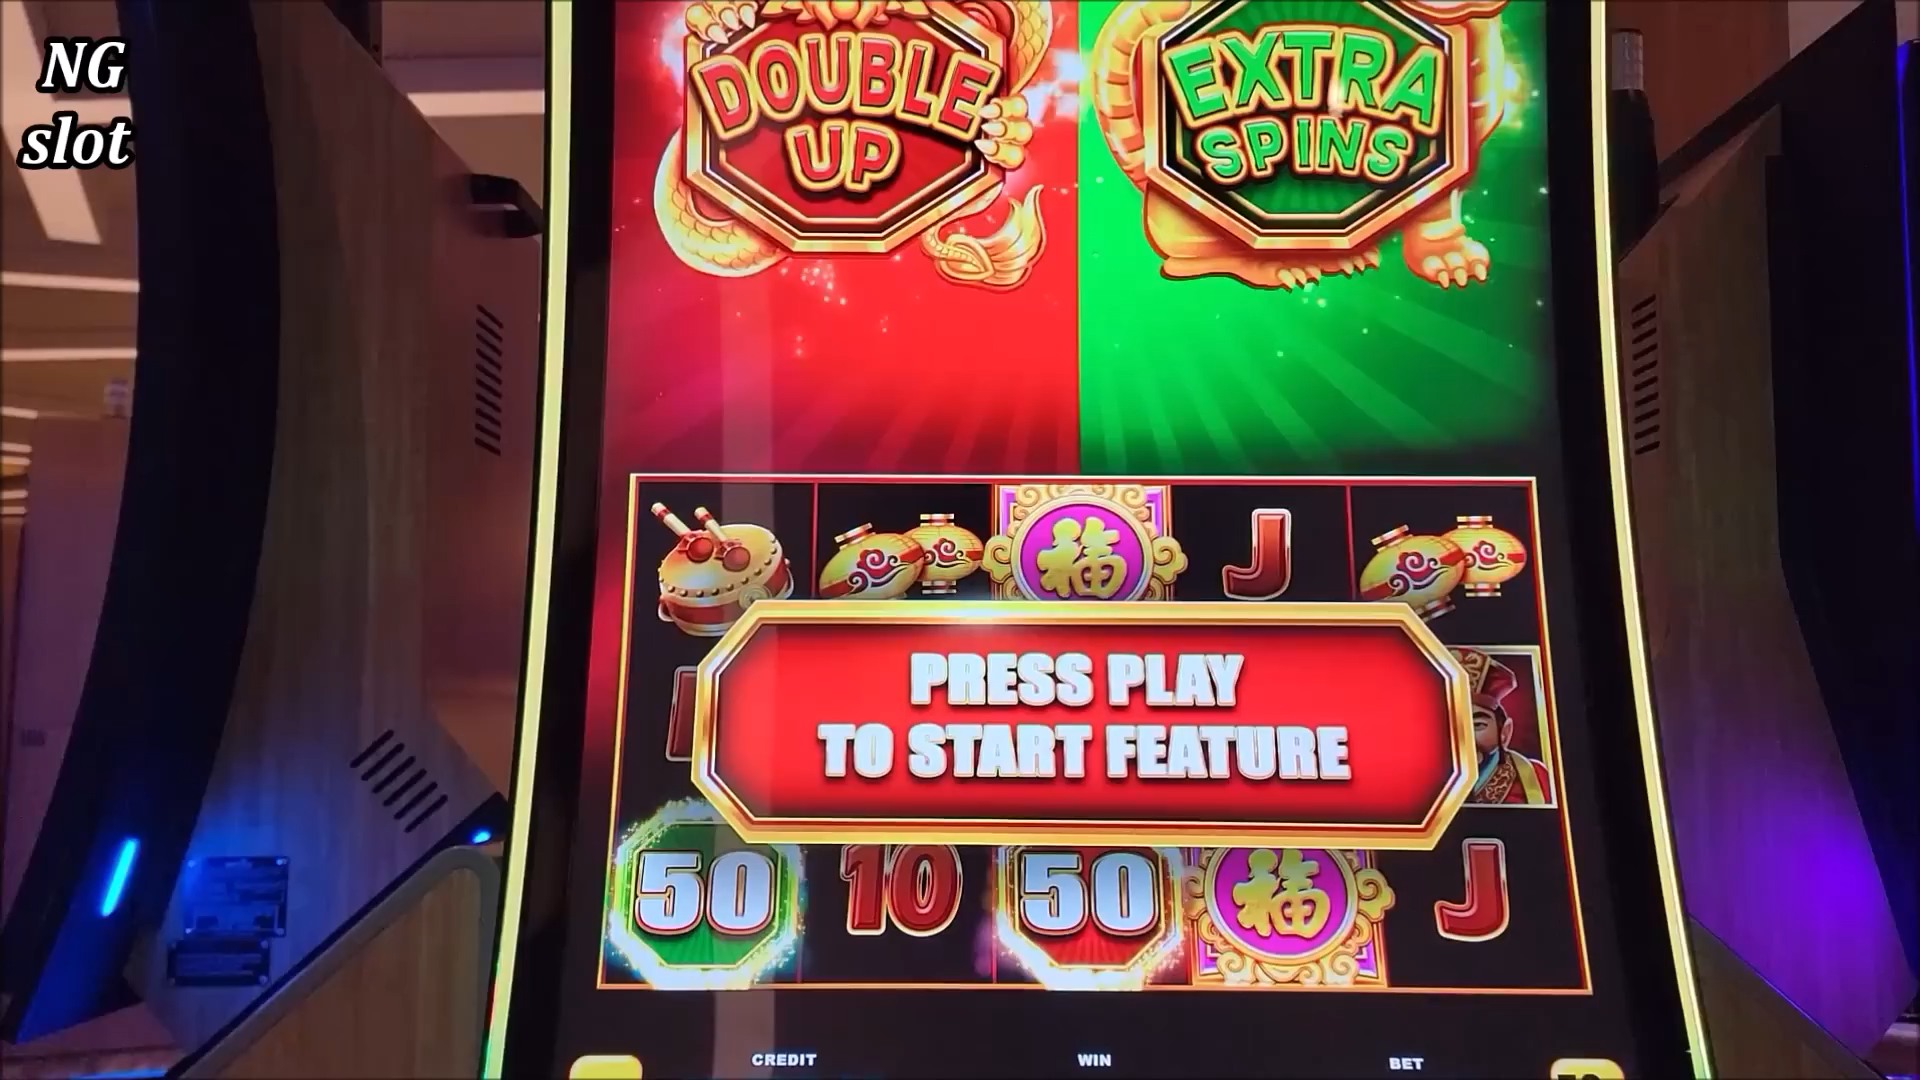 NG
slot
DOUBLE
UP
EXTRA
SPINS
福
J
PRESS PLAY
TO START FEATURE
50
10
50
福
J
CREDIT
WIN
BET